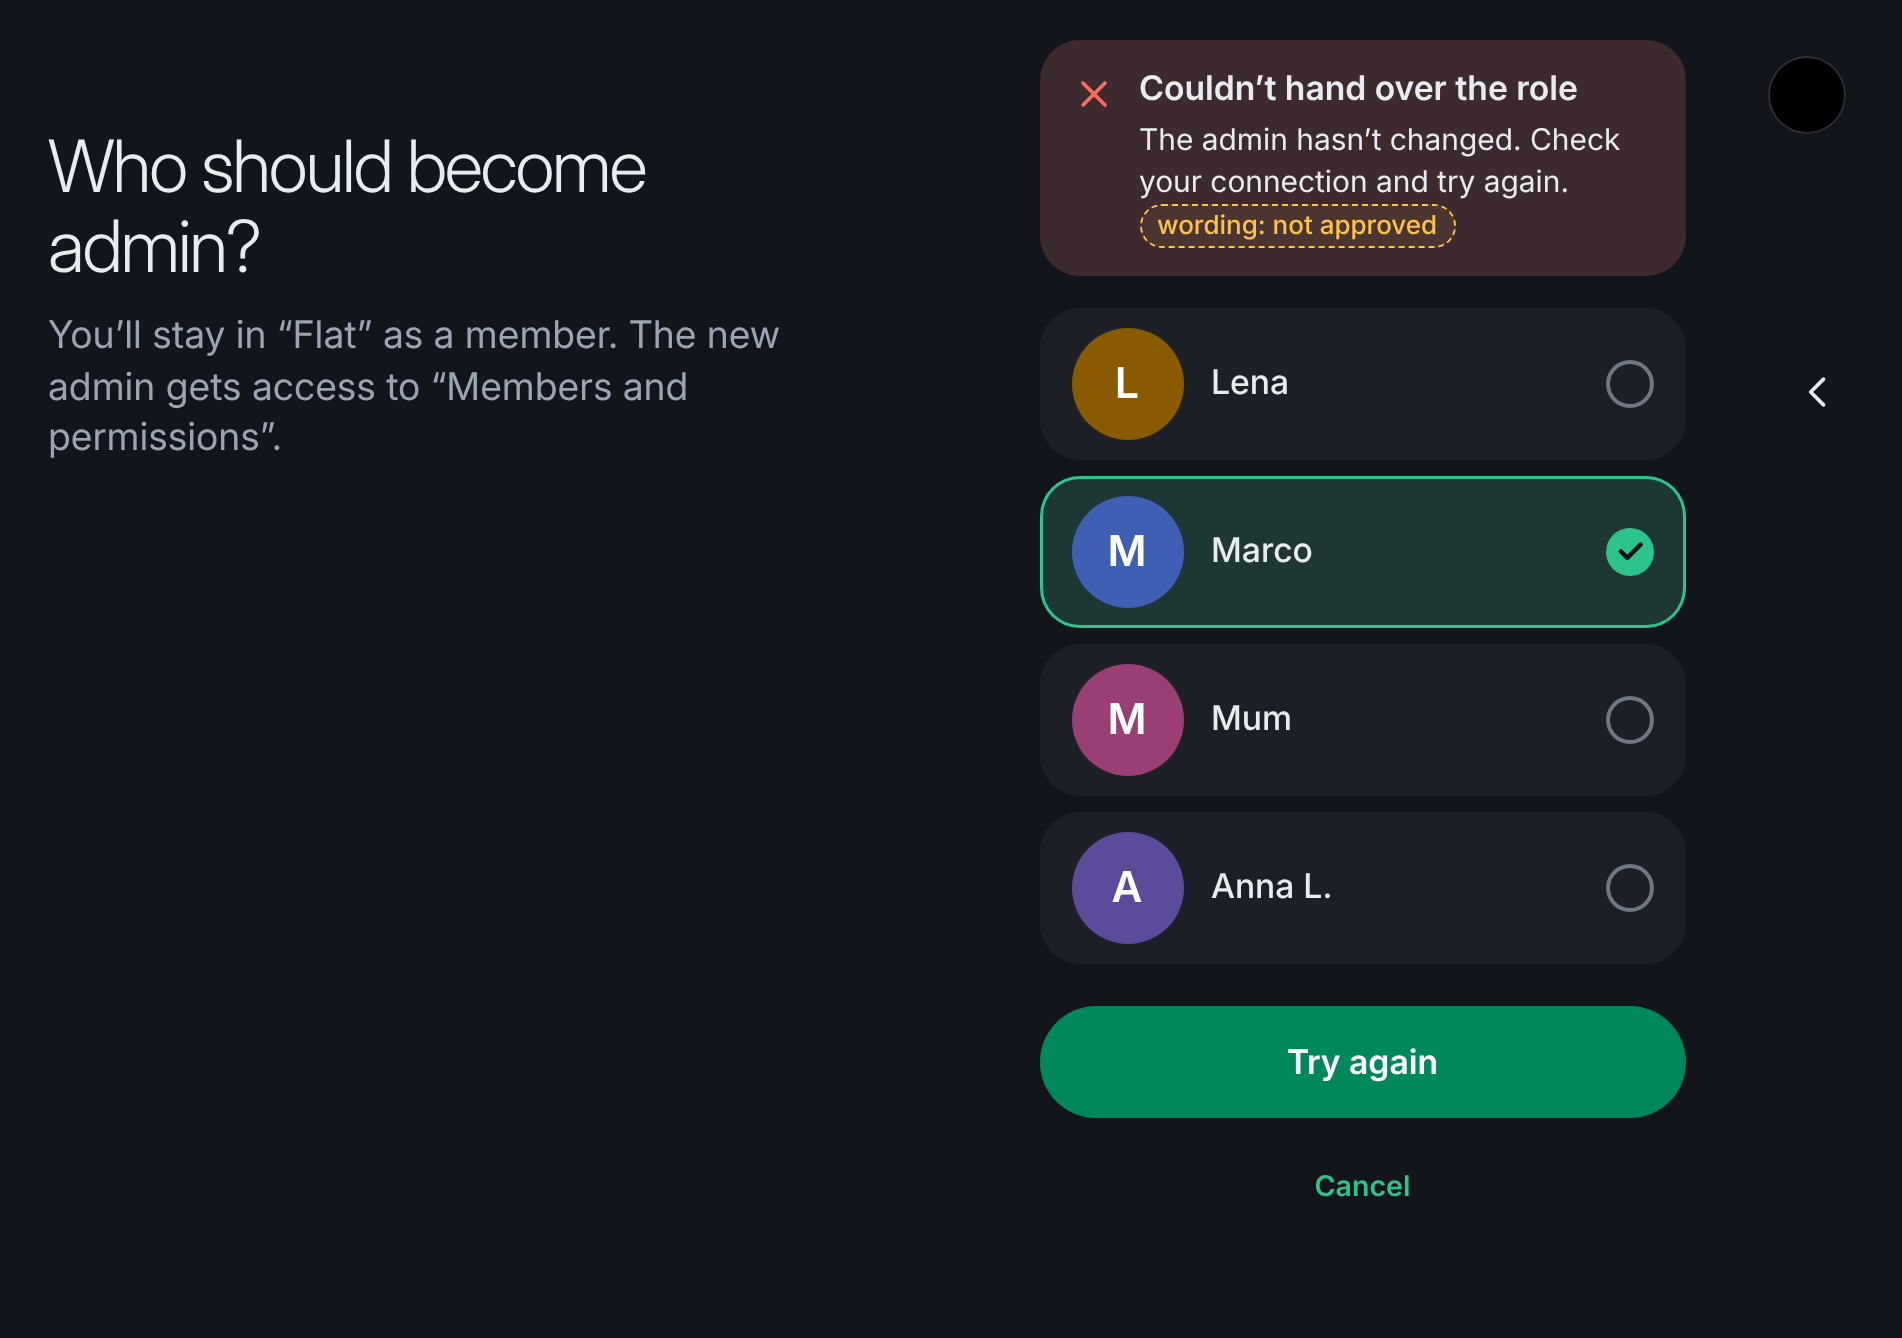 Who should become
admin?
You’ll stay in “Flat” as a member. The new
admin gets access to “Members and
permissions”.
Couldn’t hand over the role
The admin hasn’t changed. Check
your connection and try again.
wording: not approved
L
Lena
M
Marco
M
Mum
A
Anna L.
Try again
Cancel